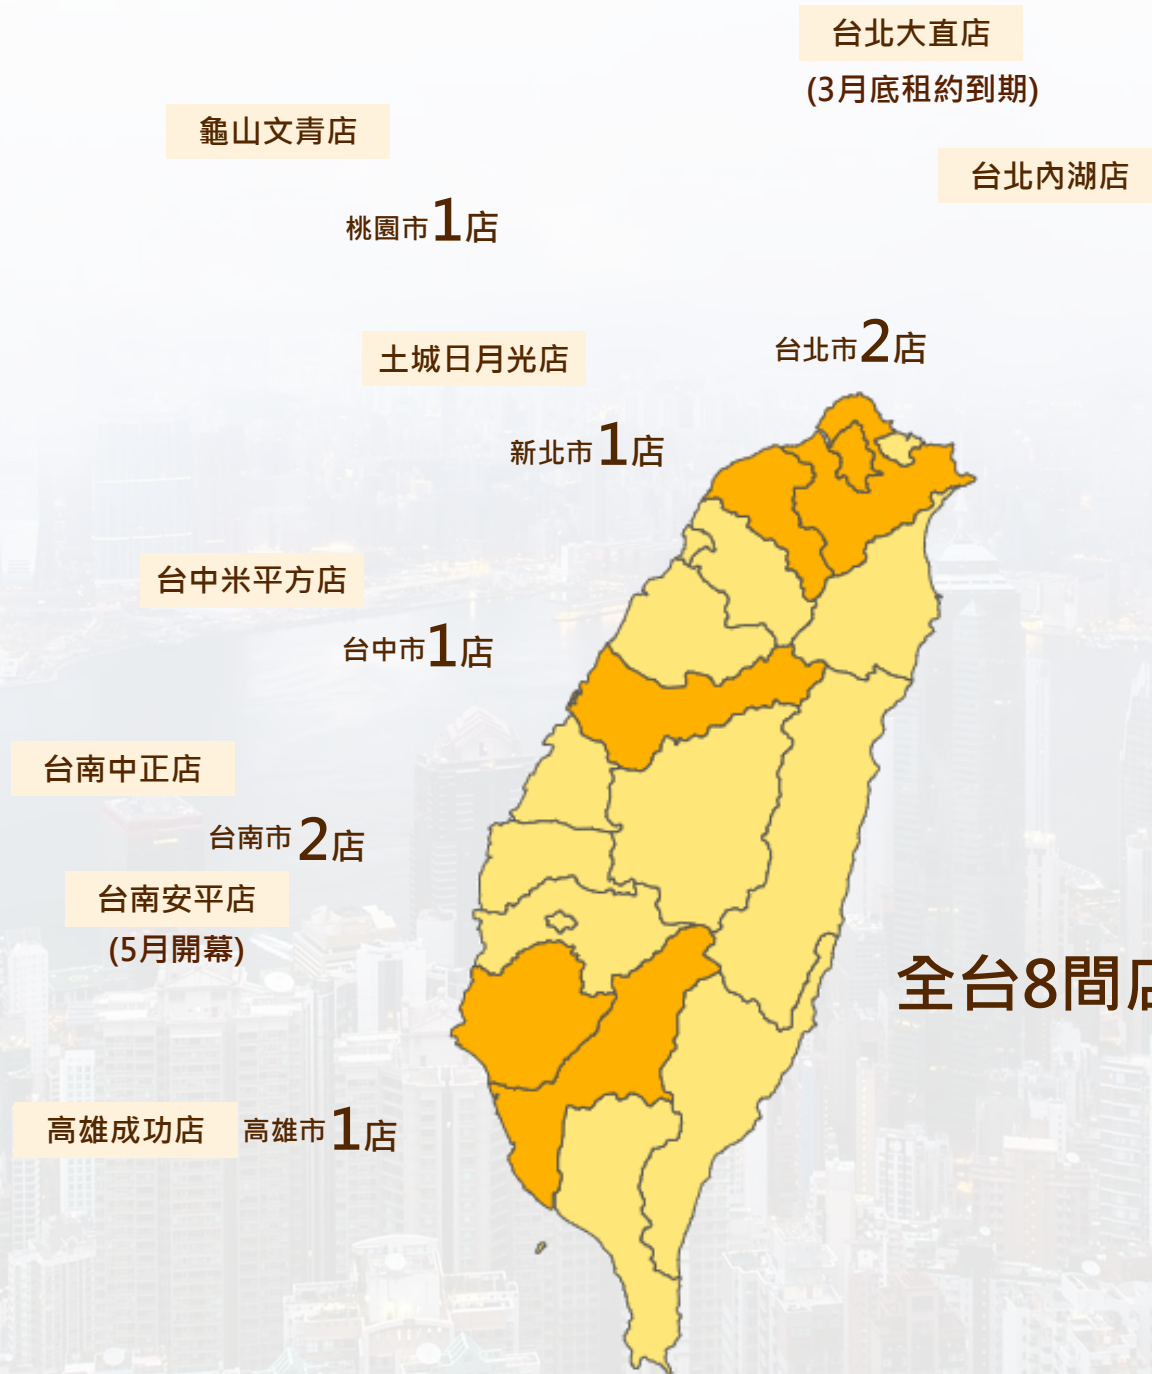 台北大直店
(3月底租約到期)
龜山文青店
台北內湖店
桃園市1店
台北市2店
土城日月光店
新北市1店
台中米平方店
台中市1店
台南中正店
台南市2店
台南安平店
(5月開幕)
全台8間店
高雄成功店 高雄市1店